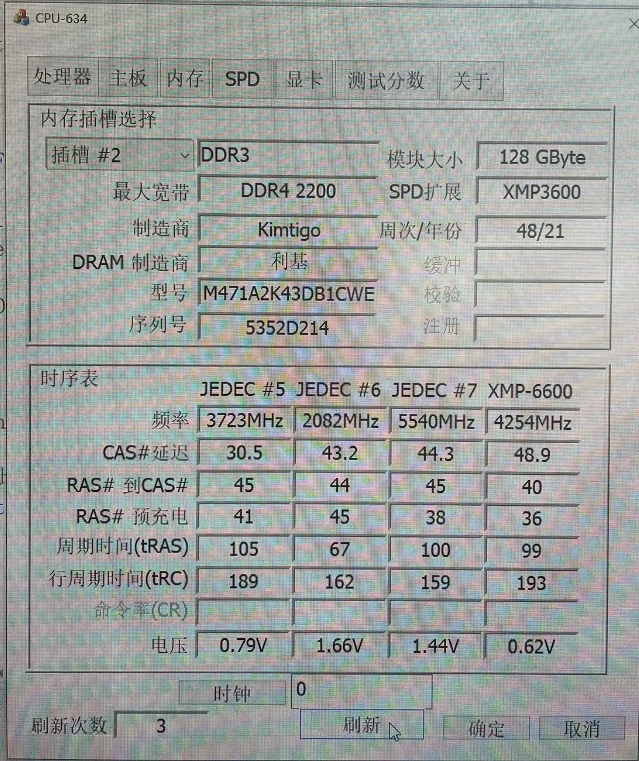 CPU-634
处理器 主板 内存 SPD 显卡 测试分数 关于
内存插槽选择
插槽 #2 DDR3 模块大小 128 GByte
最大宽带 DDR4 2200 SPD扩展 XMP3600
制造商 Kimtigo 周次/年份 48/21
DRAM 制造商 利基 缓冲
型号 M471A2K43DB1CWE 校验
序列号 5352D214 注册
时序表
JEDEC #5 JEDEC #6 JEDEC #7 XMP-6600
频率 3723MHz 2082MHz 5540MHz 4254MHz
CAS#延迟 30.5 43.2 44.3 48.9
RAS# 到CAS# 45 44 45 40
RAS# 预充电 41 45 38 36
周期时间(tRAS) 105 67 100 99
行周期时间(tRC) 189 162 159 193
命令率(CR)
电压 0.79V 1.66V 1.44V 0.62V
时钟 0
刷新次数 3 刷新 确定 取消